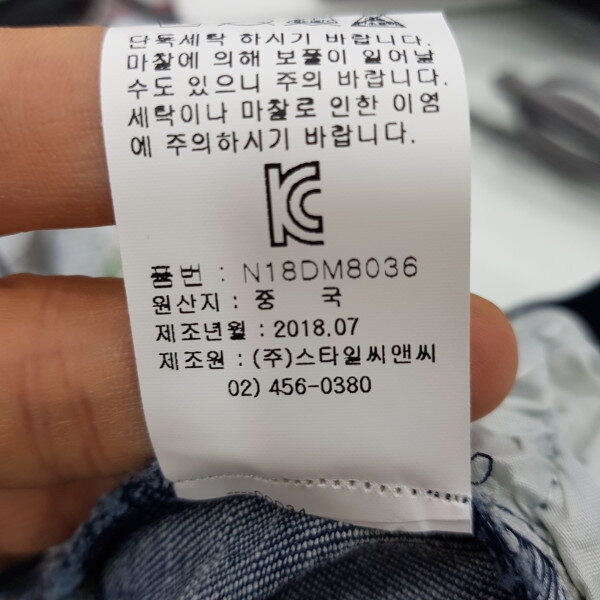 단독세탁 하시기 바랍니다.
마찰에 의해 보풀이 일어날
수도 있으니 주의 바랍니다.
세탁이나 마찰로 인한 이염
에 주의하시기 바랍니다.
KC
품번 : N18DM8036
원산지 : 중 국
제조년월 : 2018.07
제조원 : (주)스타일씨앤씨
02) 456-0380